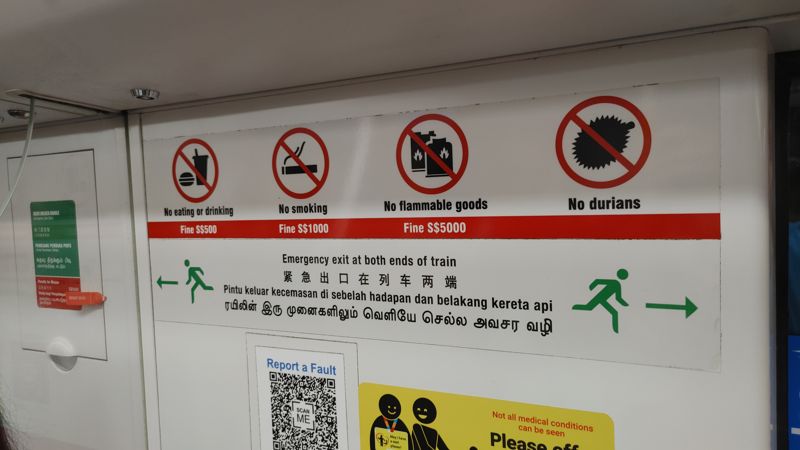 No eating or drinking
No smoking
No flammable goods
No durians
Fine S$500
Fine S$1000
Fine S$5000
Emergency exit at both ends of train
紧急出口在列车两端
Pintu keluar kecemasan di sebelah hadapan dan belakang kereta api
ரயிலின் இரு முனைகளிலும் வெளியே செல்ல அவசர வழி
Report a Fault
SCAN
ME
Not all medical conditions
can be seen
Please